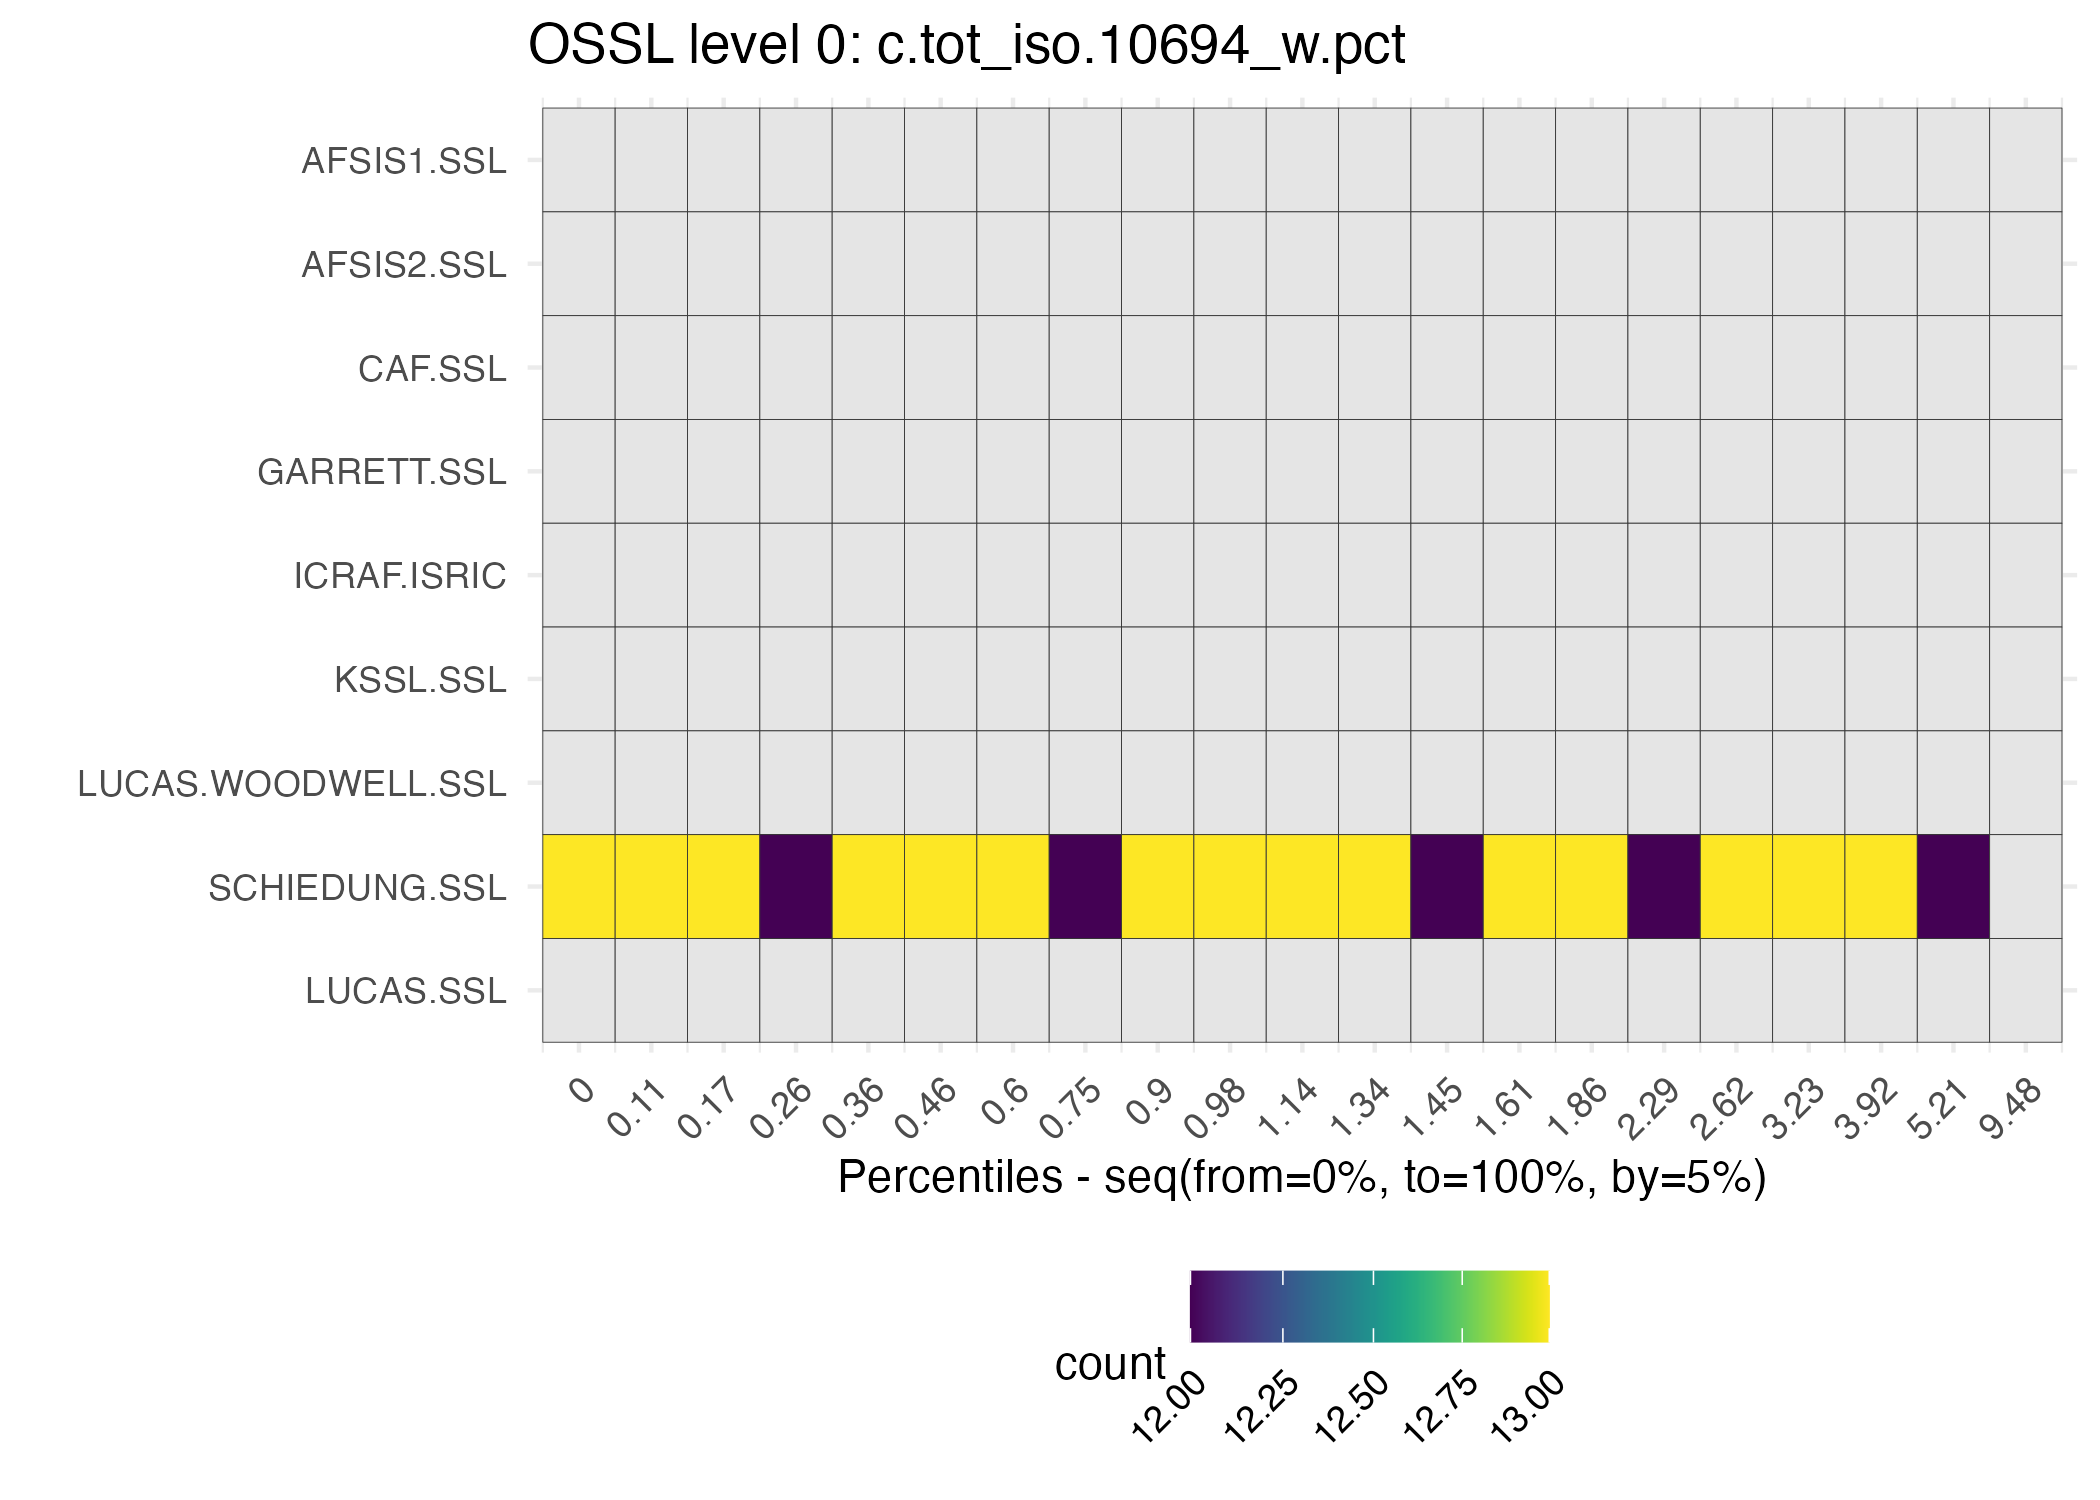 OSSL level 0: c.tot_iso.10694_w.pct
AFSIS1.SSL
AFSIS2.SSL
CAF.SSL
GARRETT.SSL
ICRAF.ISRIC
KSSL.SSL
LUCAS.WOODWELL.SSL
SCHIEDUNG.SSL
LUCAS.SSL
0 0.11 0.17 0.26 0.36 0.46 0.6 0.75 0.9 0.98 1.14 1.34 1.45 1.61 1.86 2.29 2.62 3.23 3.92 5.21 9.48
Percentiles - seq(from=0%, to=100%, by=5%)
count
12.00 12.25 12.50 12.75 13.00